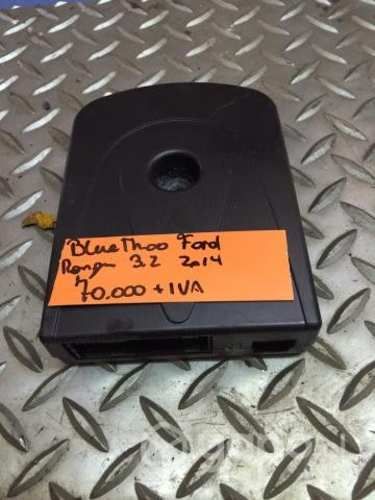 BlueThoo Ford
Ranger 3.2 2014
70.000 + IVA